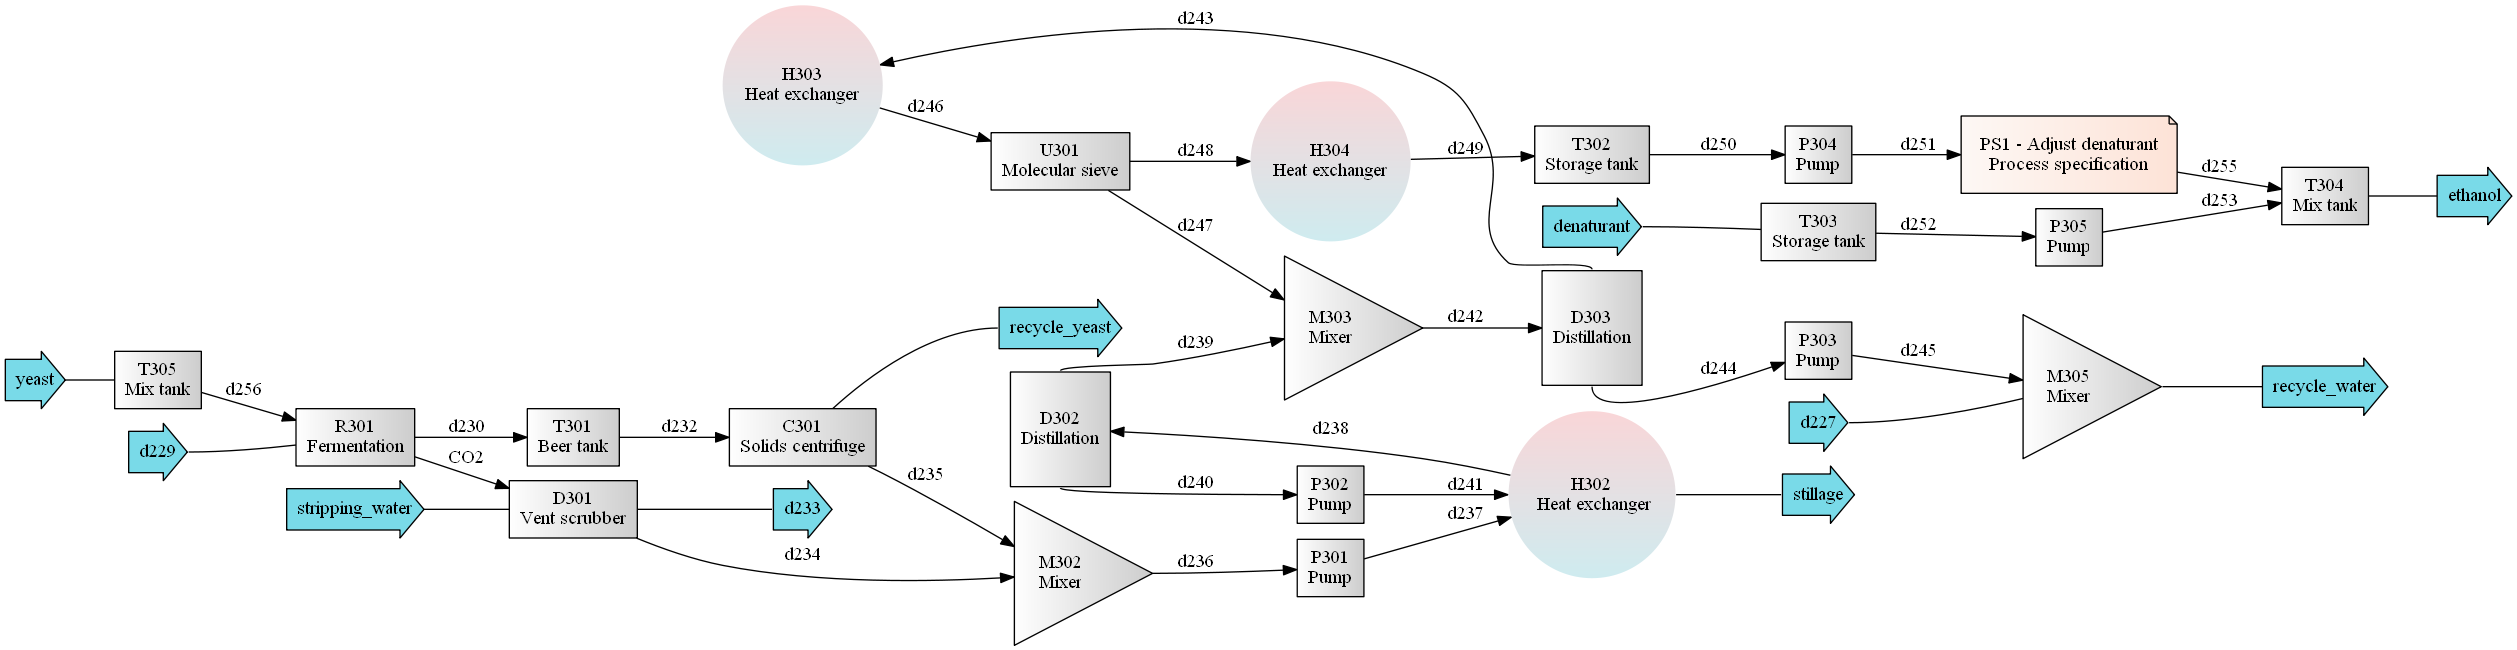 d243
H303
Heat exchanger
d246
U301
Molecular sieve
d248
H304
Heat exchanger
d249
T302
Storage tank
d250
P304
Pump
d251
PS1 - Adjust denaturant
Process specification
d255
T304
Mix tank
ethanol
denaturant
T303
Storage tank
d252
P305
Pump
d253
d247
M303
Mixer
d242
D303
Distillation
recycle_yeast
d239
d244
P303
Pump
d245
M305
Mixer
recycle_water
d227
yeast
T305
Mix tank
d256
d229
R301
Fermentation
d230
CO2
T301
Beer tank
d232
C301
Solids centrifuge
d235
D302
Distillation
d238
d240
P302
Pump
d241
H302
Heat exchanger
stillage
stripping_water
D301
Vent scrubber
d233
d234
M302
Mixer
d236
P301
Pump
d237